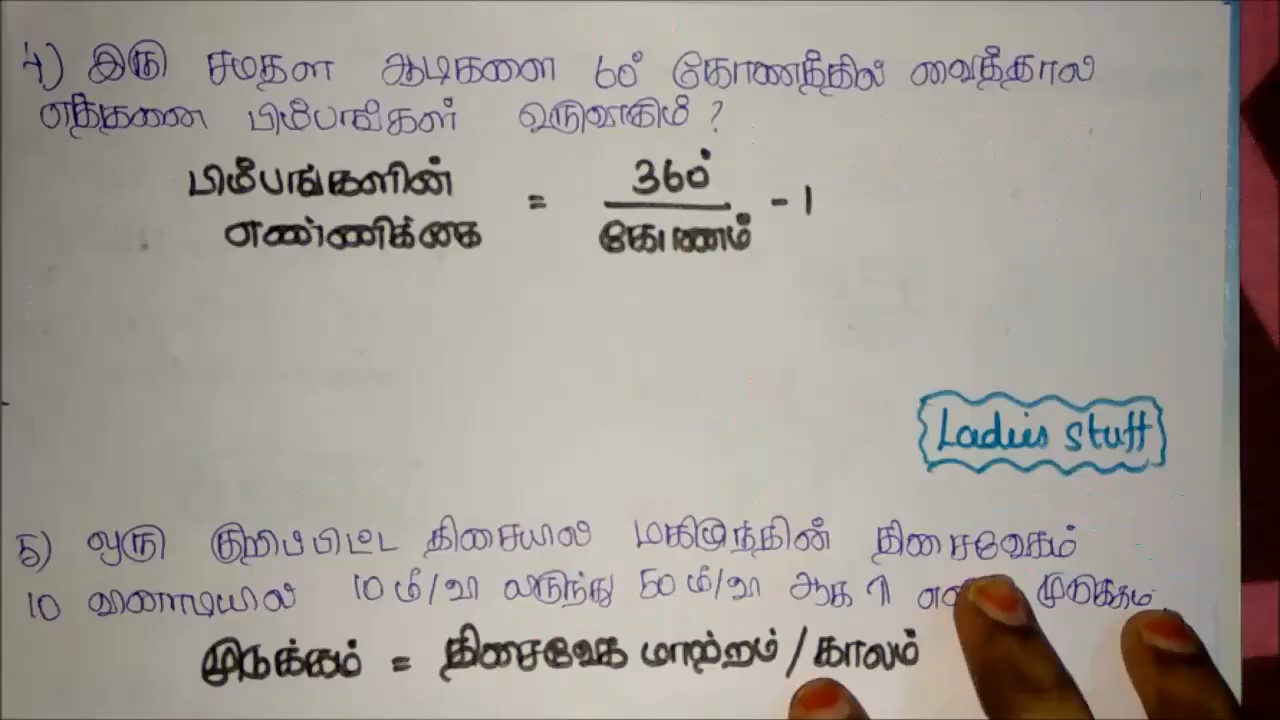 4) இரு சமதள ஆடிகளை 60° கோணத்தில் வைத்தால்
எத்தனை பிம்பங்கள் உருவாகும்?
பிம்பங்களின் எண்ணிக்கை = 360° / கோணம் - 1
Ladies stuff
5) ஒரு குறிப்பிட்ட திசையில் மகிழுந்தின் திசைவேகம்
10 வினாடியில் 10 மீ/வி லிருந்து 50 மீ/வி ஆக முடுக்கம்
முடுக்கம் = திசைவேக மாற்றம் / காலம்